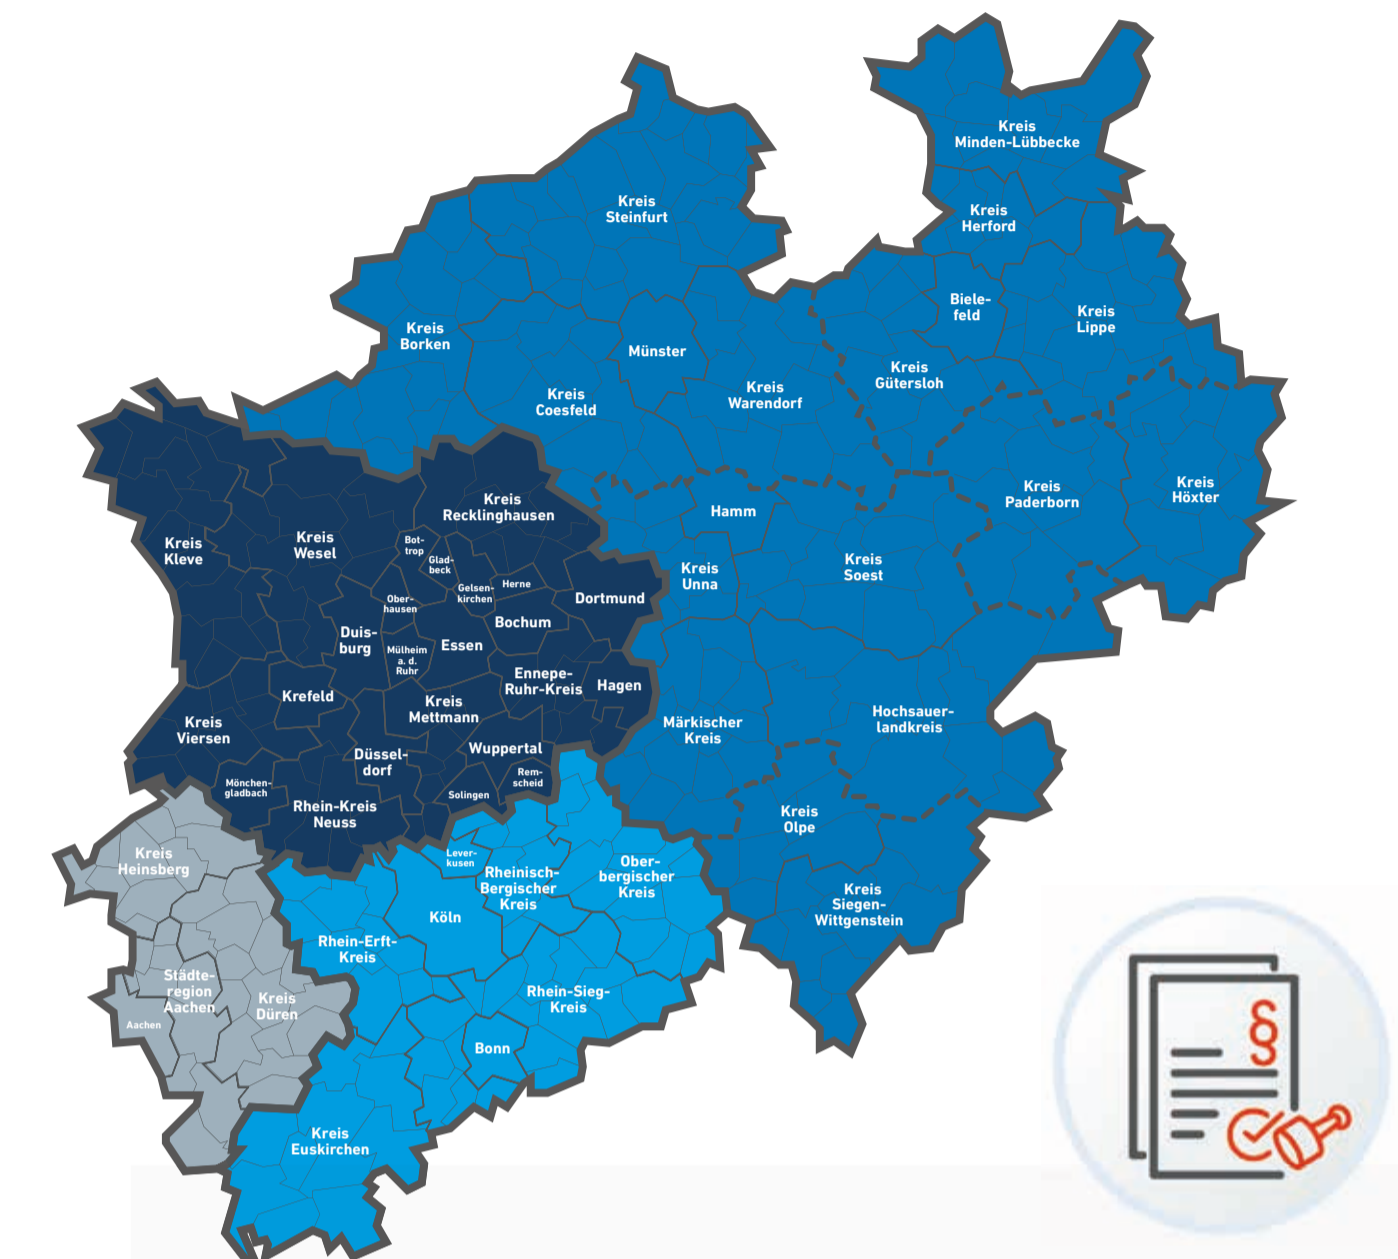 Kreis
Minden-Lübbecke
Kreis
Steinfurt
Kreis
Herford
Biele-
feld
Kreis
Lippe
Kreis
Borken
Münster
Kreis
Gütersloh
Kreis
Coesfeld
Kreis
Warendorf
Kreis
Paderborn
Kreis
Höxter
Kreis
Recklinghausen
Hamm
Kreis
Kleve
Kreis
Wesel
Bot-
trop
Glad-
beck
Kreis
Unna
Kreis
Soest
Gelsen-
kirchen
Herne
Dortmund
Ober-
hausen
Bochum
Duis-
burg
Essen
Mülheim
a. d.
Ruhr
Ennepe-
Ruhr-Kreis
Hagen
Krefeld
Kreis
Mettmann
Kreis
Viersen
Märkischer
Kreis
Hochsauer-
landkreis
Düssel-
dorf
Wuppertal
Rem-
scheid
Mönchen-
gladbach
Solingen
Rhein-Kreis
Neuss
Kreis
Olpe
Kreis
Heinsberg
Lever-
kusen
Rheinisch-
Bergischer
Kreis
Ober-
bergischer
Kreis
Kreis
Siegen-
Wittgenstein
Köln
Rhein-Erft-
Kreis
Städte-
region
Aachen
Kreis
Düren
Rhein-Sieg-
Kreis
Aachen
Bonn
Kreis
Euskirchen
§